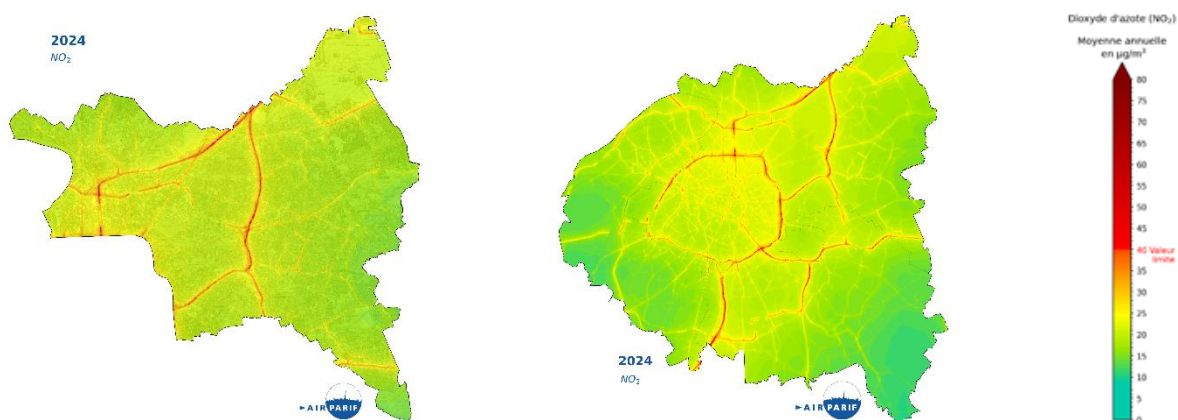 2024
NO₂
AIRPARIF
2024
NO₂
AIRPARIF
Dioxyde d'azote (NO₂)
Moyenne annuelle
en µg/m³
80
75
70
65
60
55
50
45
40 Valeur
limite
35
30
25
20
15
10
5
0